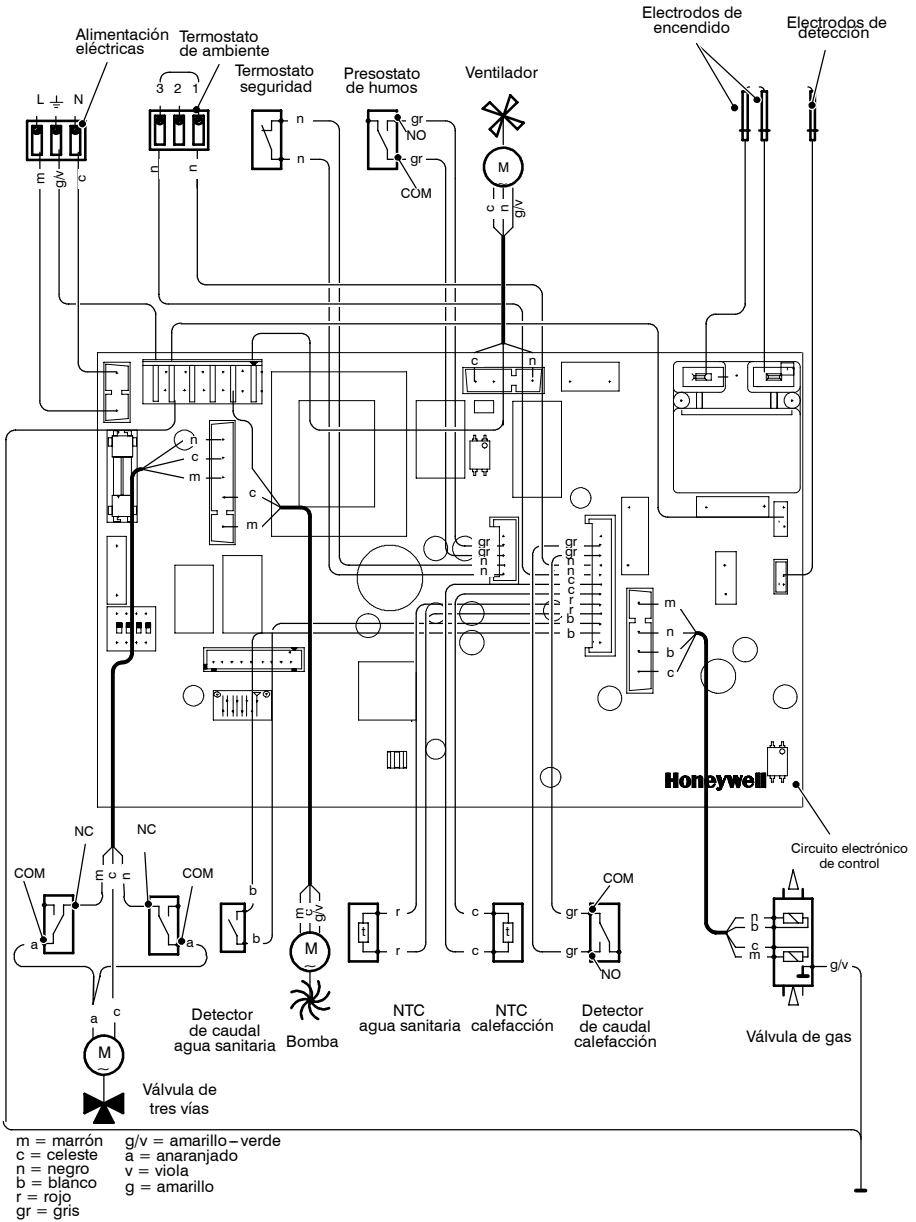 Alimentación
eléctricas
Termostato
de ambiente
Termostato
seguridad
Presostato
de humos
Ventilador
Electrodos de
encendido
Electrodos de
detección
L N
3 2 1
n
n
gr
NO
gr
COM
M
~
m
g/v
c
n
n
c
n
g/v
c
n
n
c
m
c
m
gr
gr
n
n
gr
gr
n
n
c
c
r
r
b
b
m
n
b
c
Honeywell
Circuito electrónico
de control
NC
NC
COM
COM
m
c
n
a
a
b
b
m
c
g/v
M
~
t
r
r
c
c
t
gr
gr
COM
NO
n
b
c
m
g/v
a
c
M
~
Válvula de
tres vías
Detector
de caudal
agua sanitaria
Bomba
NTC
agua sanitaria
NTC
calefacción
Detector
de caudal
calefacción
Válvula de gas
m = marrón
c = celeste
n = negro
b = blanco
r = rojo
gr = gris
g/v = amarillo-verde
a = anaranjado
v = viola
g = amarillo